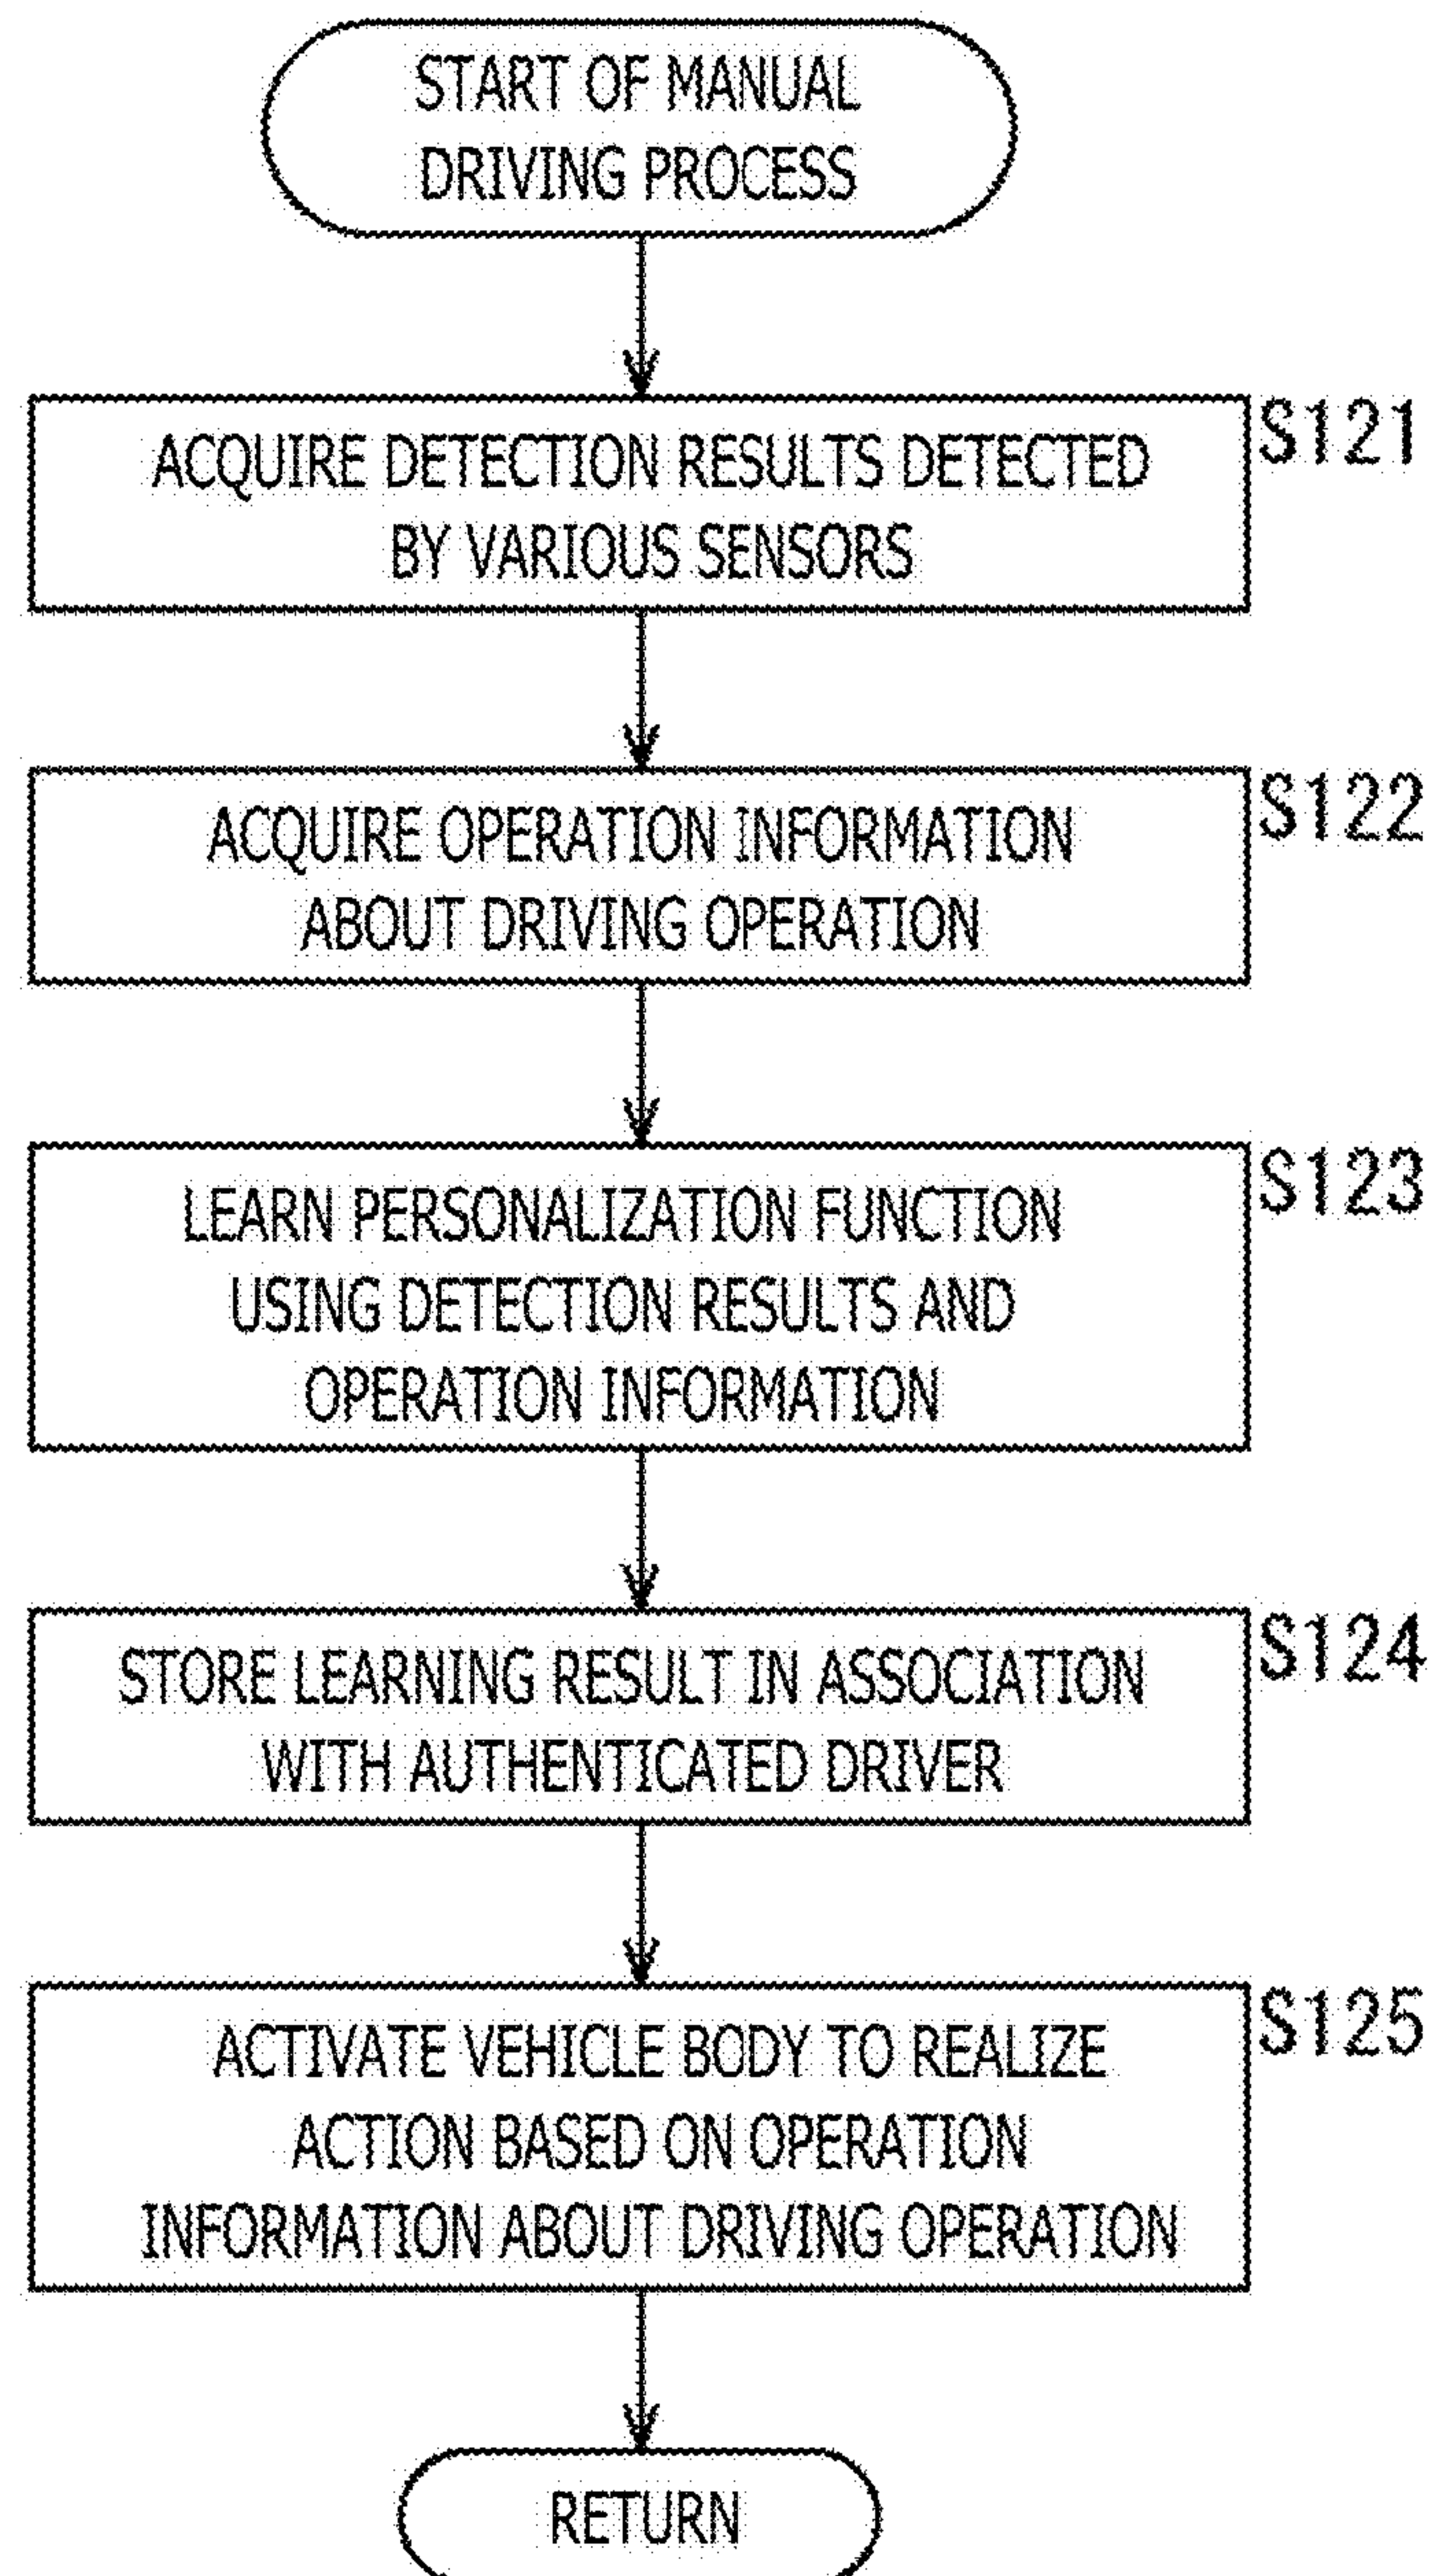 START OF MANUAL
DRIVING PROCESS
ACQUIRE DETECTION RESULTS DETECTED
BY VARIOUS SENSORS
S121
ACQUIRE OPERATION INFORMATION
ABOUT DRIVING OPERATION
S122
LEARN PERSONALIZATION FUNCTION
USING DETECTION RESULTS AND
OPERATION INFORMATION
S123
STORE LEARNING RESULT IN ASSOCIATION
WITH AUTHENTICATED DRIVER
S124
ACTIVATE VEHICLE BODY TO REALIZE
ACTION BASED ON OPERATION
INFORMATION ABOUT DRIVING OPERATION
S125
RETURN